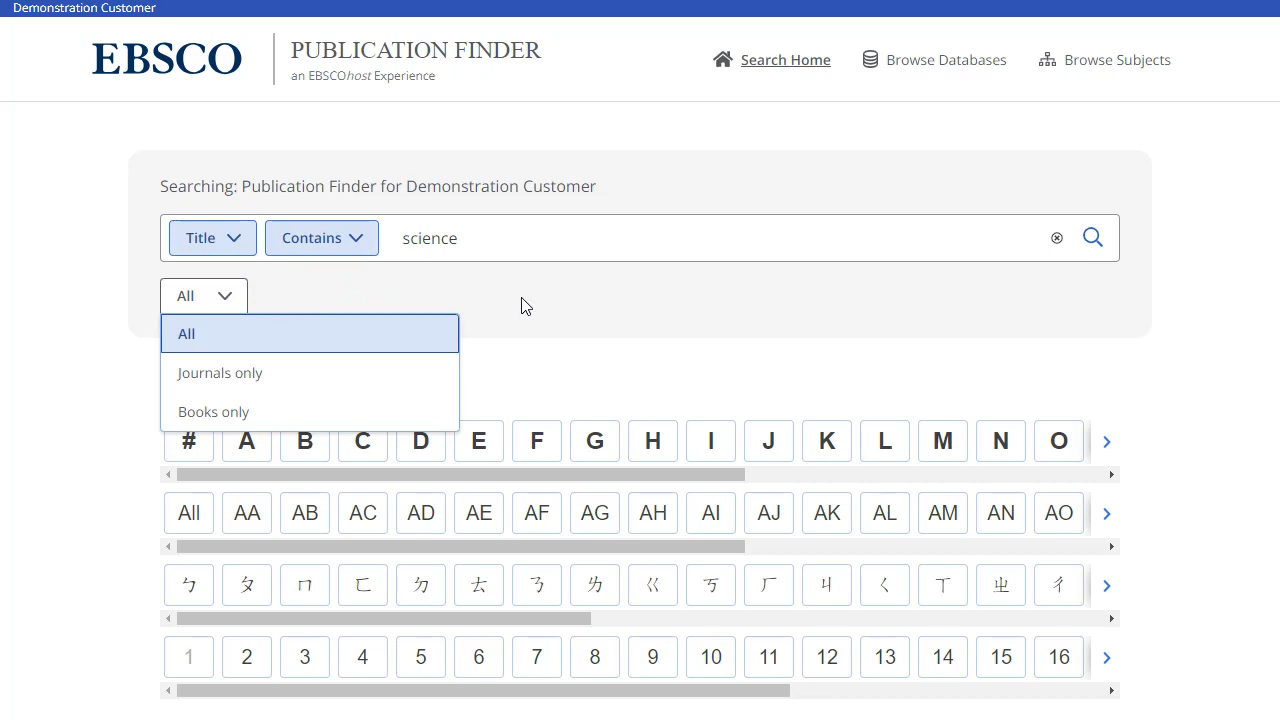 Demonstration Customer
EBSCO
PUBLICATION FINDER
an EBSCOhost Experience
Search Home
Browse Databases
Browse Subjects
Searching: Publication Finder for Demonstration Customer
Title
Contains
science
All
All
Journals only
Books only
# A B C D E F G H I J K L M N O
All AA AB AC AD AE AF AG AH AI AJ AK AL AM AN AO
ㄅ ㄆ ㄇ ㄈ ㄉ ㄊ ㄋ ㄌ ㄍ ㄎ ㄏ ㄐ ㄑ ㄒ ㄓ ㄔ
1 2 3 4 5 6 7 8 9 10 11 12 13 14 15 16